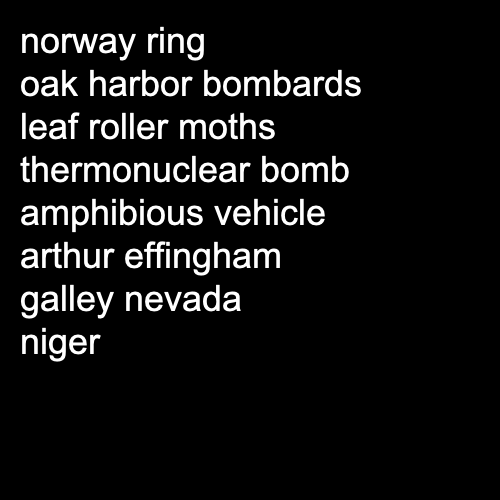 norway ring
oak harbor bombards
leaf roller moths
thermonuclear bomb
amphibious vehicle
arthur effingham
galley nevada
niger